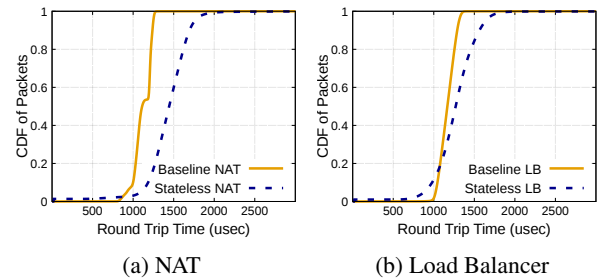 CDF of Packets
1
0.8
0.6
0.4
0.2
0
Baseline NAT
Stateless NAT
500 1000 1500 2000 2500
Round Trip Time (usec)
(a) NAT
CDF of Packets
1
0.8
0.6
0.4
0.2
0
Baseline LB
Stateless LB
500 1000 1500 2000 2500
Round Trip Time (usec)
(b) Load Balancer